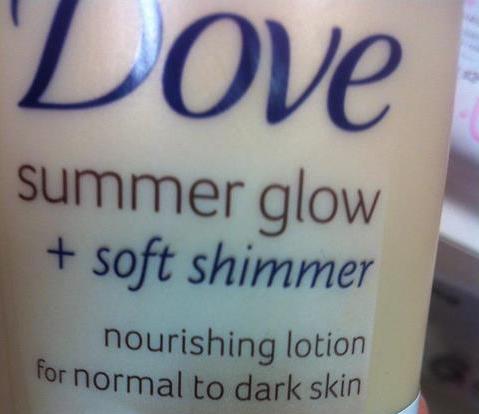 Dove
summer glow
+ soft shimmer
nourishing lotion
for normal to dark skin